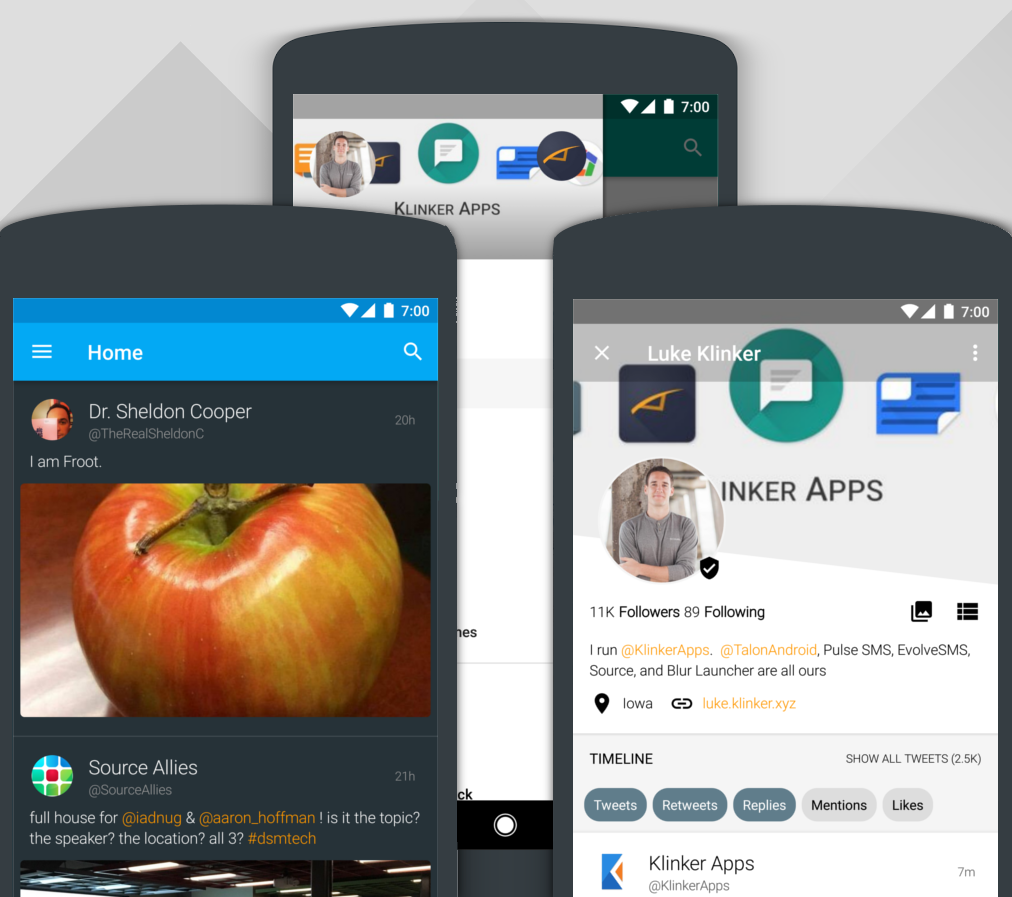 7:00
KLINKER APPS
7:00
Home
Dr. Sheldon Cooper
20h
@TheRealSheldonC
I am Froot.
Source Allies
21h
@SourceAllies
full house for @iadnug & @aaron_hoffman ! is it the topic?
the speaker? the location? all 3? #dsmtech
nes
ck
7:00
Luke Klinker
INKER APPS
11K Followers 89 Following
I run @KlinkerApps. @TalonAndroid, Pulse SMS, EvolveSMS,
Source, and Blur Launcher are all ours
Iowa luke.klinker.xyz
TIMELINE SHOW ALL TWEETS (2.5K)
Tweets Retweets Replies Mentions Likes
Klinker Apps
7m
@KlinkerApps